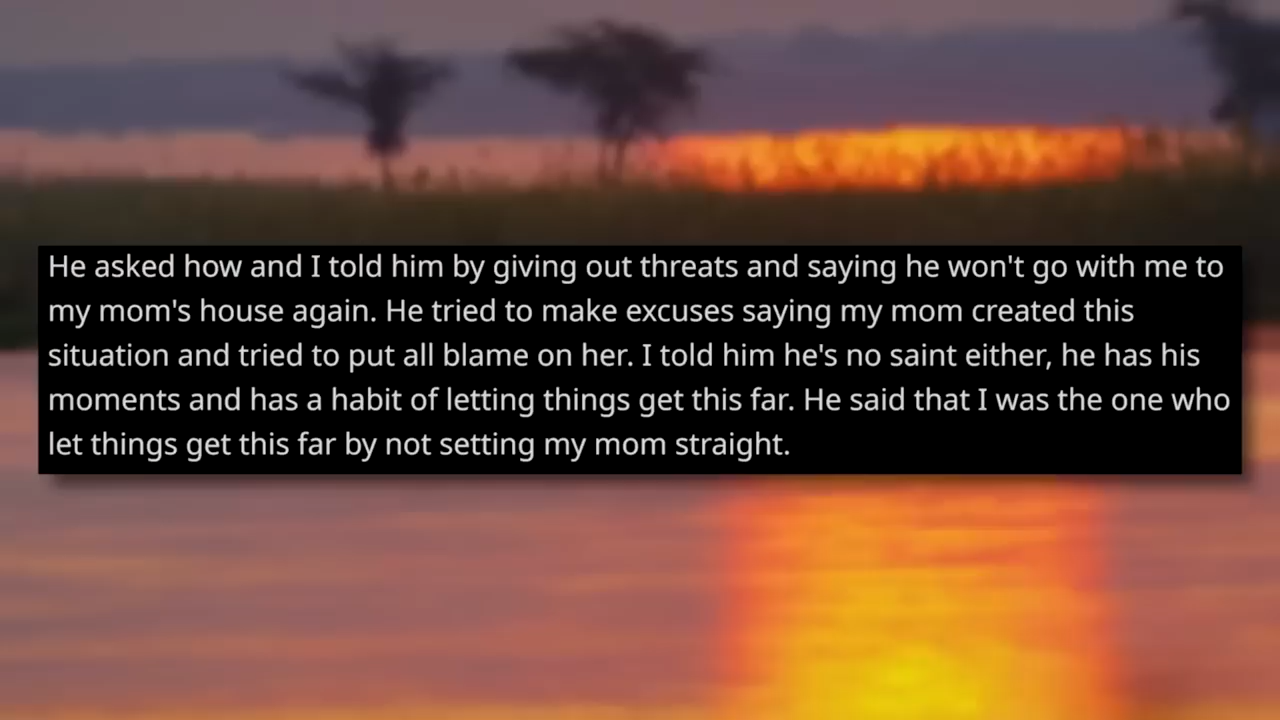 He asked how and I told him by giving out threats and saying he won't go with me to
my mom's house again. He tried to make excuses saying my mom created this
situation and tried to put all blame on her. I told him he's no saint either, he has his
moments and has a habit of letting things get this far. He said that I was the one who
let things get this far by not setting my mom straight.